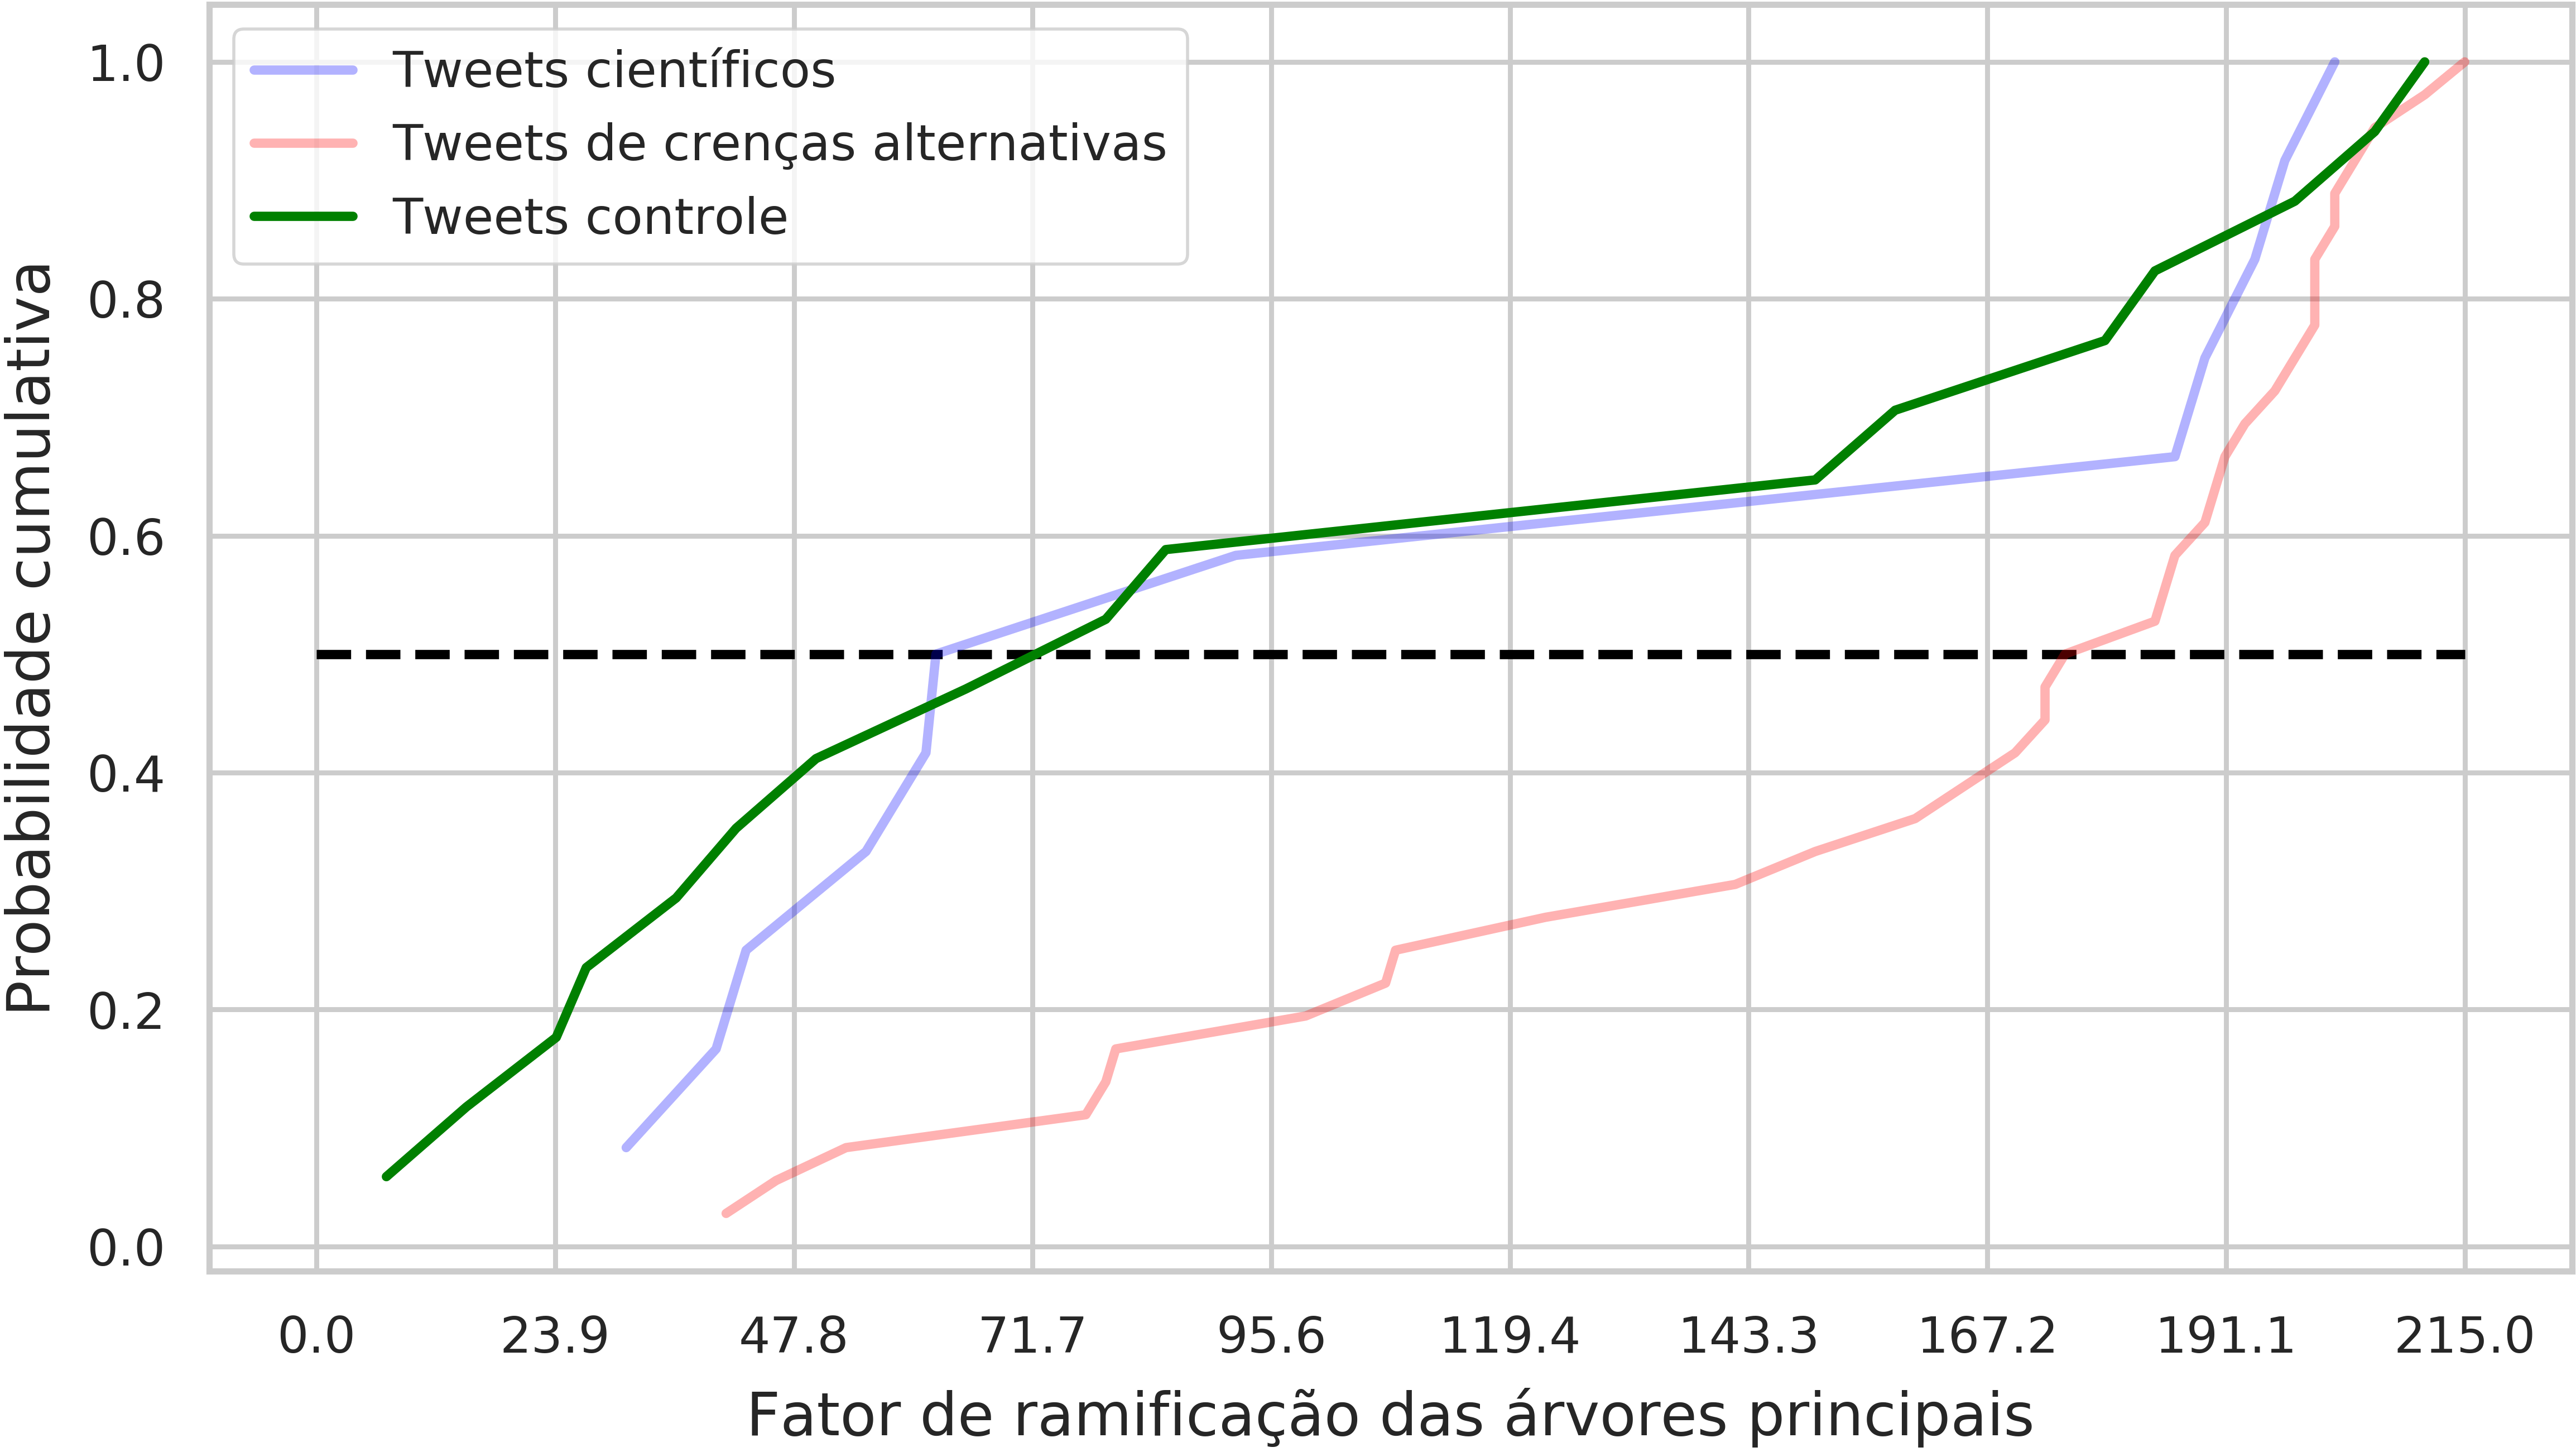 Tweets científicos
Tweets de crenças alternativas
Tweets controle
Probabilidade cumulativa
1.0
0.8
0.6
0.4
0.2
0.0
0.0 23.9 47.8 71.7 95.6 119.4 143.3 167.2 191.1 215.0
Fator de ramificação das árvores principais